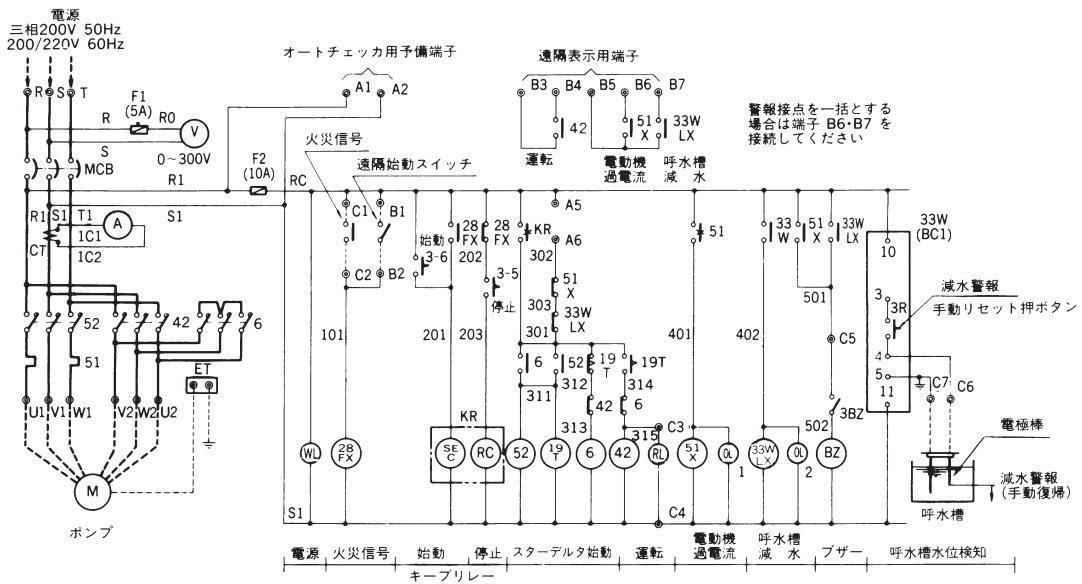 電源
三相200V 50Hz
200/220V 60Hz
オートチェッカ用予備端子
遠隔表示用端子
A1 A2
B3 B4 B5 B6 B7
R S T
F1
(5A)
R R0
V
S
0～300V
MCB
火災信号
遠隔始動スイッチ
42
51
X
33W
LX
運転
電動機
過電流
呼水槽
減水
警報接点を一括とする
場合は端子 B6・B7 を
接続してください
F2
(10A)
R1 RC
R1 S1 T1
A
S1
1C1
CT
1C2
C1 B1
C2 B2
始動
3-6
28
FX
202
28
FX
3-5
停止
KR
302
A5
A6
51
X
303
33W
LX
301
51
33
W
51
X
33W
LX
501
33W
(BC1)
10
3
3R
減水警報
手動リセット押ボタン
4
5
11
C7 C6
52 42 6
51
ET
U1 V1 W1 V2 W2 U2
M
ポンプ
101 201 203 401 402
C5
6 52 19
T
19T
311 312 314
42 6
313 315
C3
3BZ
502
KR
WL
28
FX
SE
C
RC
52
19
T
6
42
RL
51
X
OL
1
33W
LX
OL
2
BZ
電極棒
減水警報
(手動復帰)
呼水槽
S1
C4
電源
火災信号
始動
停止
キープリレー
スターデルタ始動
運転
電動機
過電流
呼水槽
減水
ブザー
呼水槽水位検知